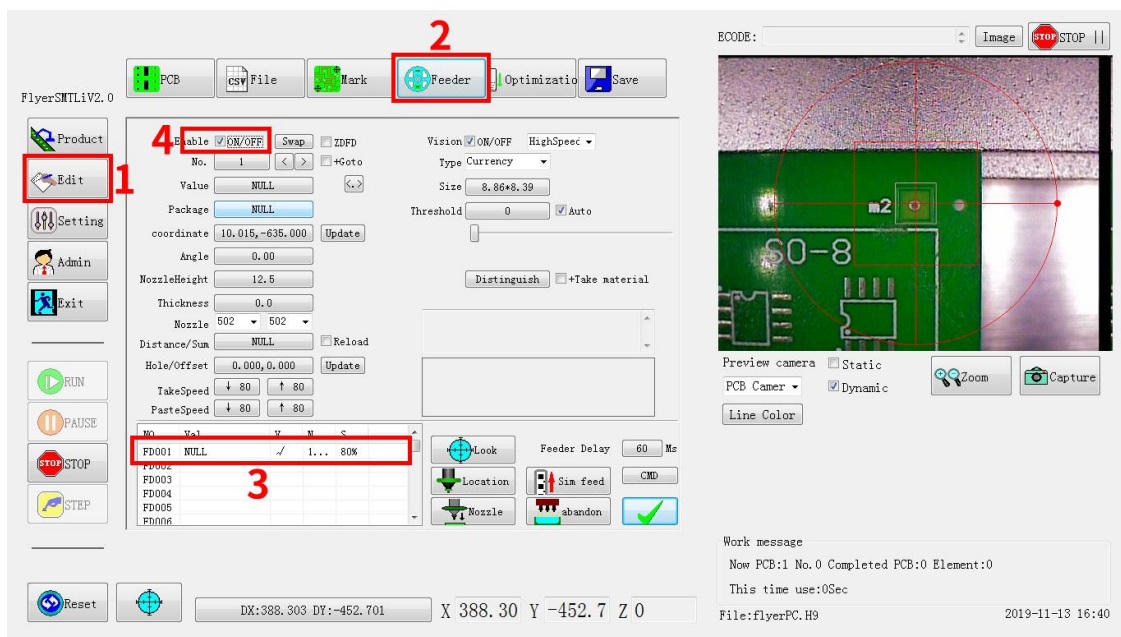 2
ECODE:
Image
STOP STOP ||
PCB
CSV File
Mark
Feeder
Optimizatio
Save
FlyerSMTLiV2.0
Product
Edit
1
Setting
Admin
Exit
RUN
PAUSE
STOP STOP
STEP
Reset
4
Enable ON/OFF Swap ZDFD
No. 1 < > +Goto
Value NULL <.>
Package NULL
coordinate 10.015,-635.000 Update
Angle 0.00
NozzleHeight 12.5
Thickness 0.0
Nozzle 502 502
Distance/Sum NULL Reload
Hole/Offset 0.000,0.000 Update
TakeSpeed ↓ 80 ↑ 80
PasteSpeed ↓ 80 ↑ 80
Vision ON/OFF HighSpeec
Type Currency
Size 8.86*8.39
Threshold 0 Auto
Distinguish +Take material
NO. Val V N S
FD001 NULL √ 1... 80%
FD002
FD003
FD004
FD005
FD006
3
Look
Feeder Delay 60 Ms
Location
Sim feed
CMD
Nozzle
abandon
m2
SO-8
Preview camera Static
PCB Camer Dynamic
Zoom
Capture
Line Color
Work message
Now PCB:1 No.0 Completed PCB:0 Element:0
This time use:0Sec
DX:388.303 DY:-452.701
X 388.30 Y -452.7 Z 0
File:flyerPC.H9
2019-11-13 16:40